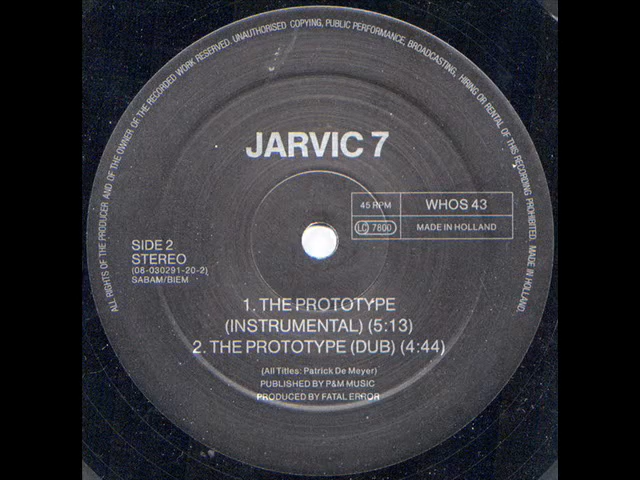 ALL RIGHTS OF THE PRODUCER AND OF THE OWNER OF THE RECORDED WORK RESERVED. UNAUTHORISED COPYING, PUBLIC PERFORMANCE, BROADCASTING, HIRING OR RENTAL OF THIS RECORDING PROHIBITED. MADE IN HOLLAND.
JARVIC 7
45 RPM
WHOS 43
LC 7800
MADE IN HOLLAND
SIDE 2
STEREO
(08-030291-20-2)
SABAM/BIEM
1. THE PROTOTYPE
(INSTRUMENTAL) (5:13)
2. THE PROTOTYPE (DUB) (4:44)
(All Titles: Patrick De Meyer)
PUBLISHED BY P&M MUSIC
PRODUCED BY FATAL ERROR